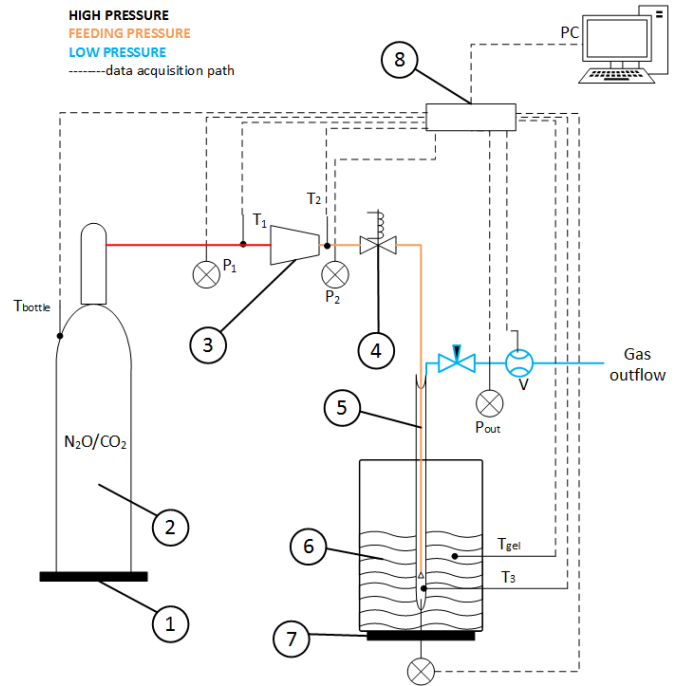 HIGH PRESSURE
FEEDING PRESSURE
LOW PRESSURE
--------data acquisition path
PC
8
T2
T1
P1
P2
Tbottle
3
4
Gas
outflow
V
5
Pout
N2O/CO2
2
6
Tgel
T3
1
7